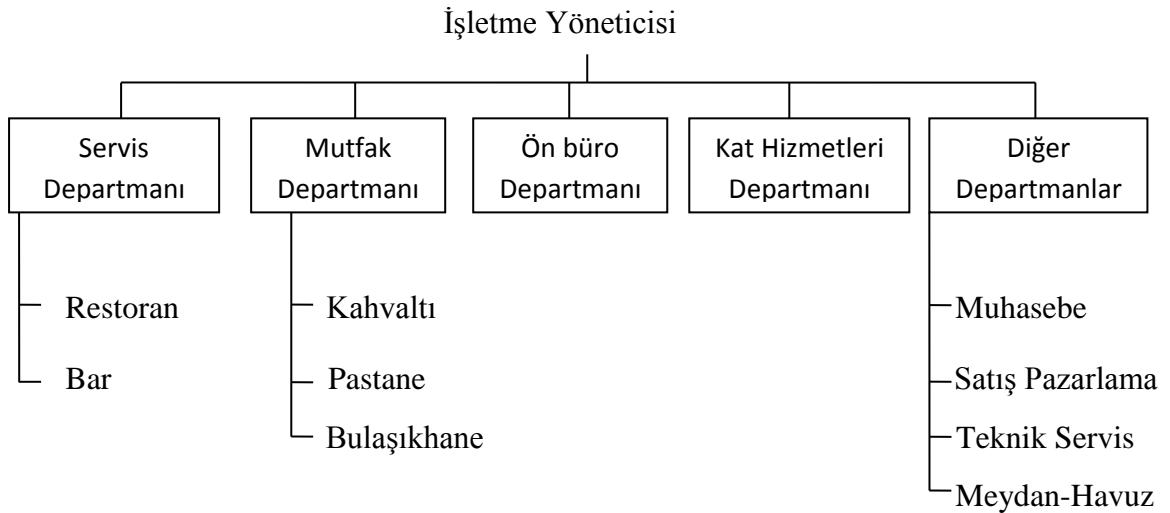 İşletme Yöneticisi
Servis
Departmanı
Mutfak
Departmanı
Ön büro
Departmanı
Kat Hizmetleri
Departmanı
Diğer
Departmanlar
Restoran
Bar
Kahvaltı
Pastane
Bulaşıkhane
Muhasebe
Satış Pazarlama
Teknik Servis
Meydan-Havuz